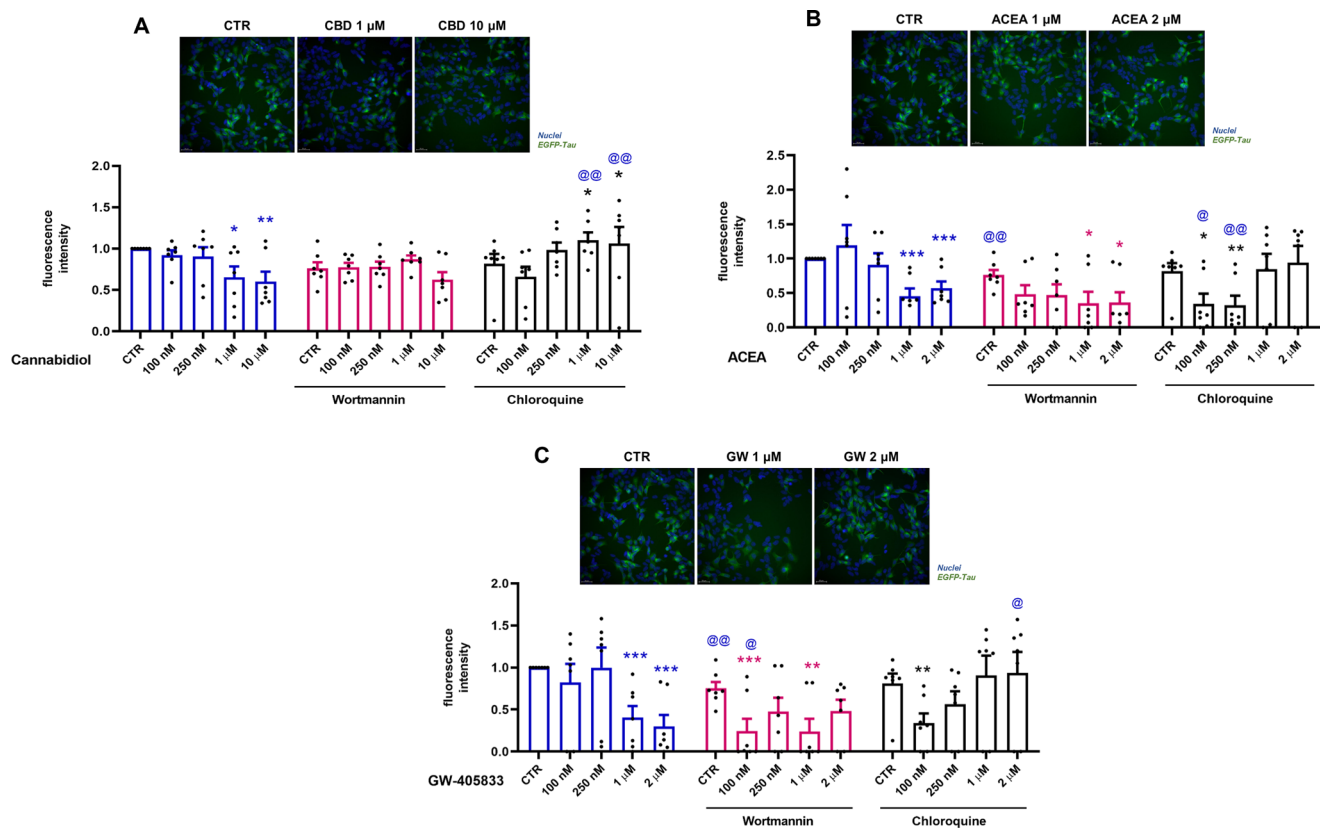 A
CTR
CBD 1 µM
CBD 10 µM
Nuclei
EGFP-Tau
fluorescence
intensity
2.0
1.5
1.0
0.5
0.0
*
**
@@
*
@@
*
CTR
100 nM
250 nM
1 µM
10 µM
CTR
100 nM
250 nM
1 µM
10 µM
CTR
100 nM
250 nM
1 µM
10 µM
Cannabidiol
Wortmannin
Chloroquine
B
CTR
ACEA 1 µM
ACEA 2 µM
Nuclei
EGFP-Tau
fluorescence
intensity
2.5
2.0
1.5
1.0
0.5
0.0
***
***
@@
*
*
@
*
@@
**
CTR
100 nM
250 nM
1 µM
2 µM
CTR
100 nM
250 nM
1 µM
2 µM
CTR
100 nM
250 nM
1 µM
2 µM
ACEA
Wortmannin
Chloroquine
C
CTR
GW 1 µM
GW 2 µM
Nuclei
EGFP-Tau
fluorescence
intensity
2.0
1.5
1.0
0.5
0.0
***
***
@@
@
***
**
**
@
CTR
100 nM
250 nM
1 µM
2 µM
CTR
100 nM
250 nM
1 µM
2 µM
CTR
100 nM
250 nM
1 µM
2 µM
GW-405833
Wortmannin
Chloroquine